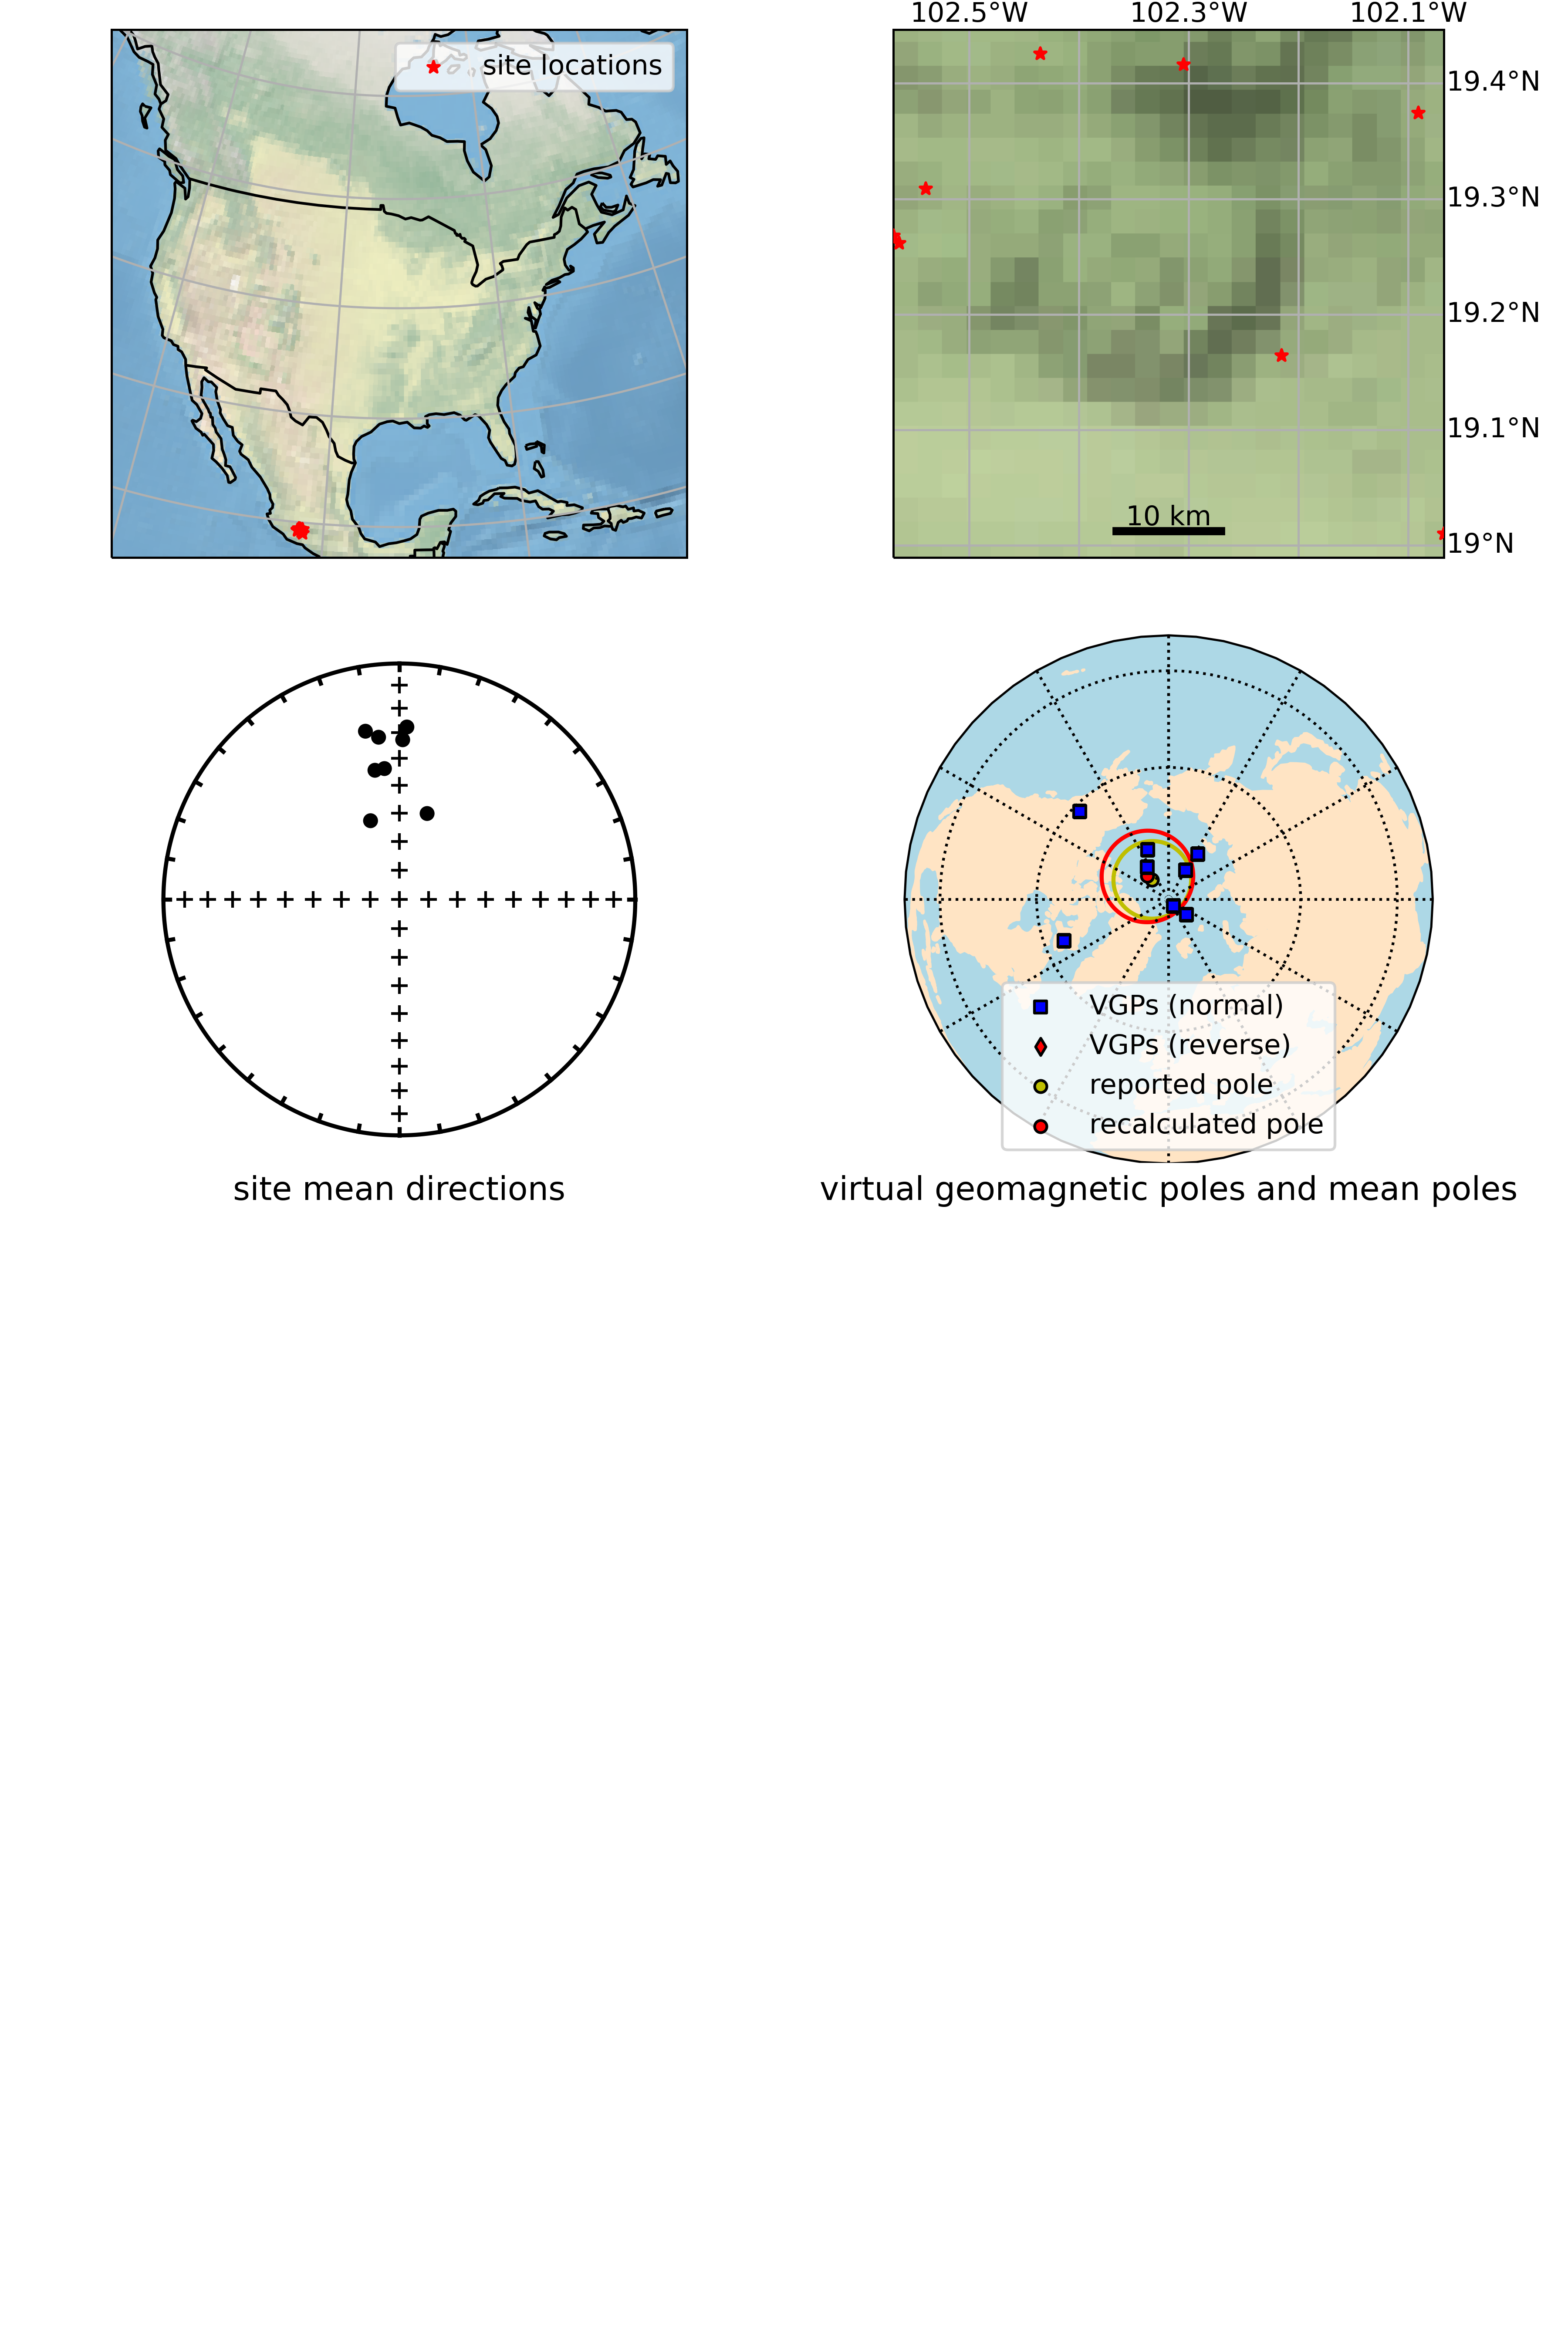 site locations
102.5°W 102.3°W 102.1°W
19.4°N
19.3°N
19.2°N
19.1°N
10 km
19°N
site mean directions
VGPs (normal)
VGPs (reverse)
reported pole
recalculated pole
virtual geomagnetic poles and mean poles